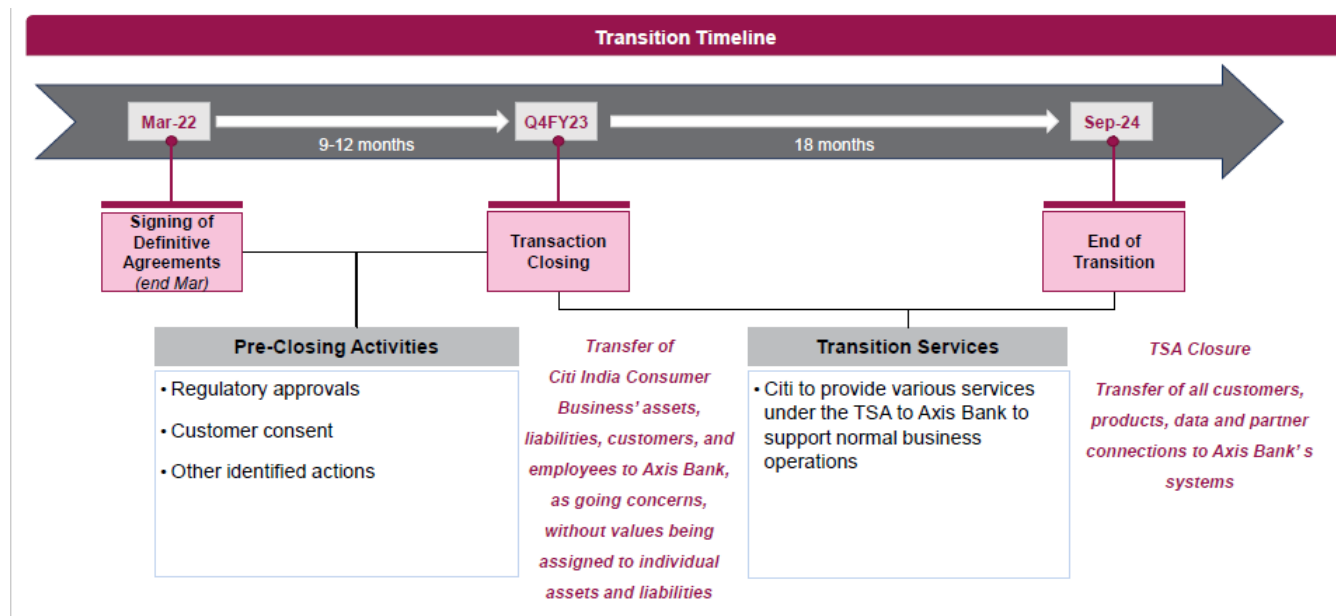 Transition Timeline
Mar-22
Q4FY23
Sep-24
9-12 months
18 months
Signing of
Definitive
Agreements
(end Mar)
Transaction
Closing
End of
Transition
Pre-Closing Activities
• Regulatory approvals
• Customer consent
• Other identified actions
Transfer of
Citi India Consumer
Business' assets,
liabilities, customers, and
employees to Axis Bank,
as going concerns,
without values being
assigned to individual
assets and liabilities
Transition Services
• Citi to provide various services
under the TSA to Axis Bank to
support normal business
operations
TSA Closure
Transfer of all customers,
products, data and partner
connections to Axis Bank' s
systems